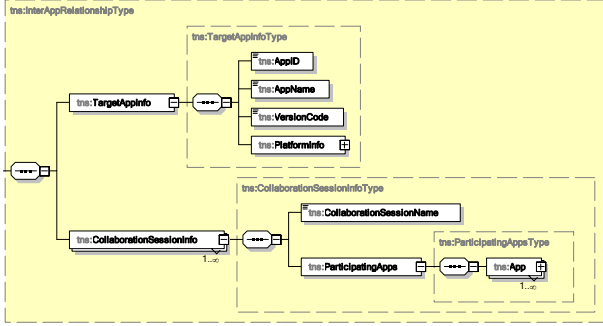 tns:InterAppRelationshipType
tns:TargetAppInfoType
tns:AppID
tns:AppName
tns:TargetAppInfo
tns:VersionCode
tns:PlatformInfo
tns:CollaborationSessionInfoType
tns:CollaborationSessionName
tns:CollaborationSessionInfo
1..∞
tns:ParticipatingAppsType
tns:ParticipatingApps
tns:App
1..∞